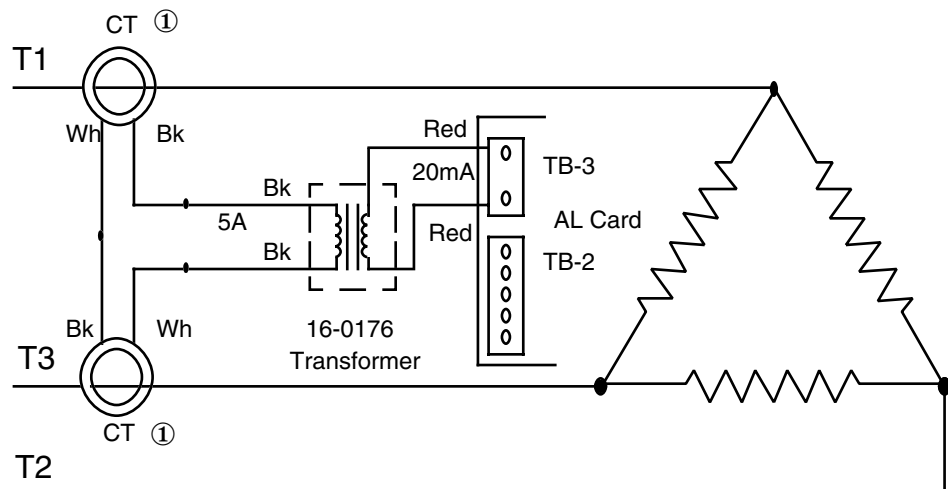 CT ①
T1
Wh
Bk
Red
20mA
TB-3
Bk
5A
Red
AL Card
Bk
TB-2
Bk
Wh
16-0176
Transformer
T3
CT ①
T2